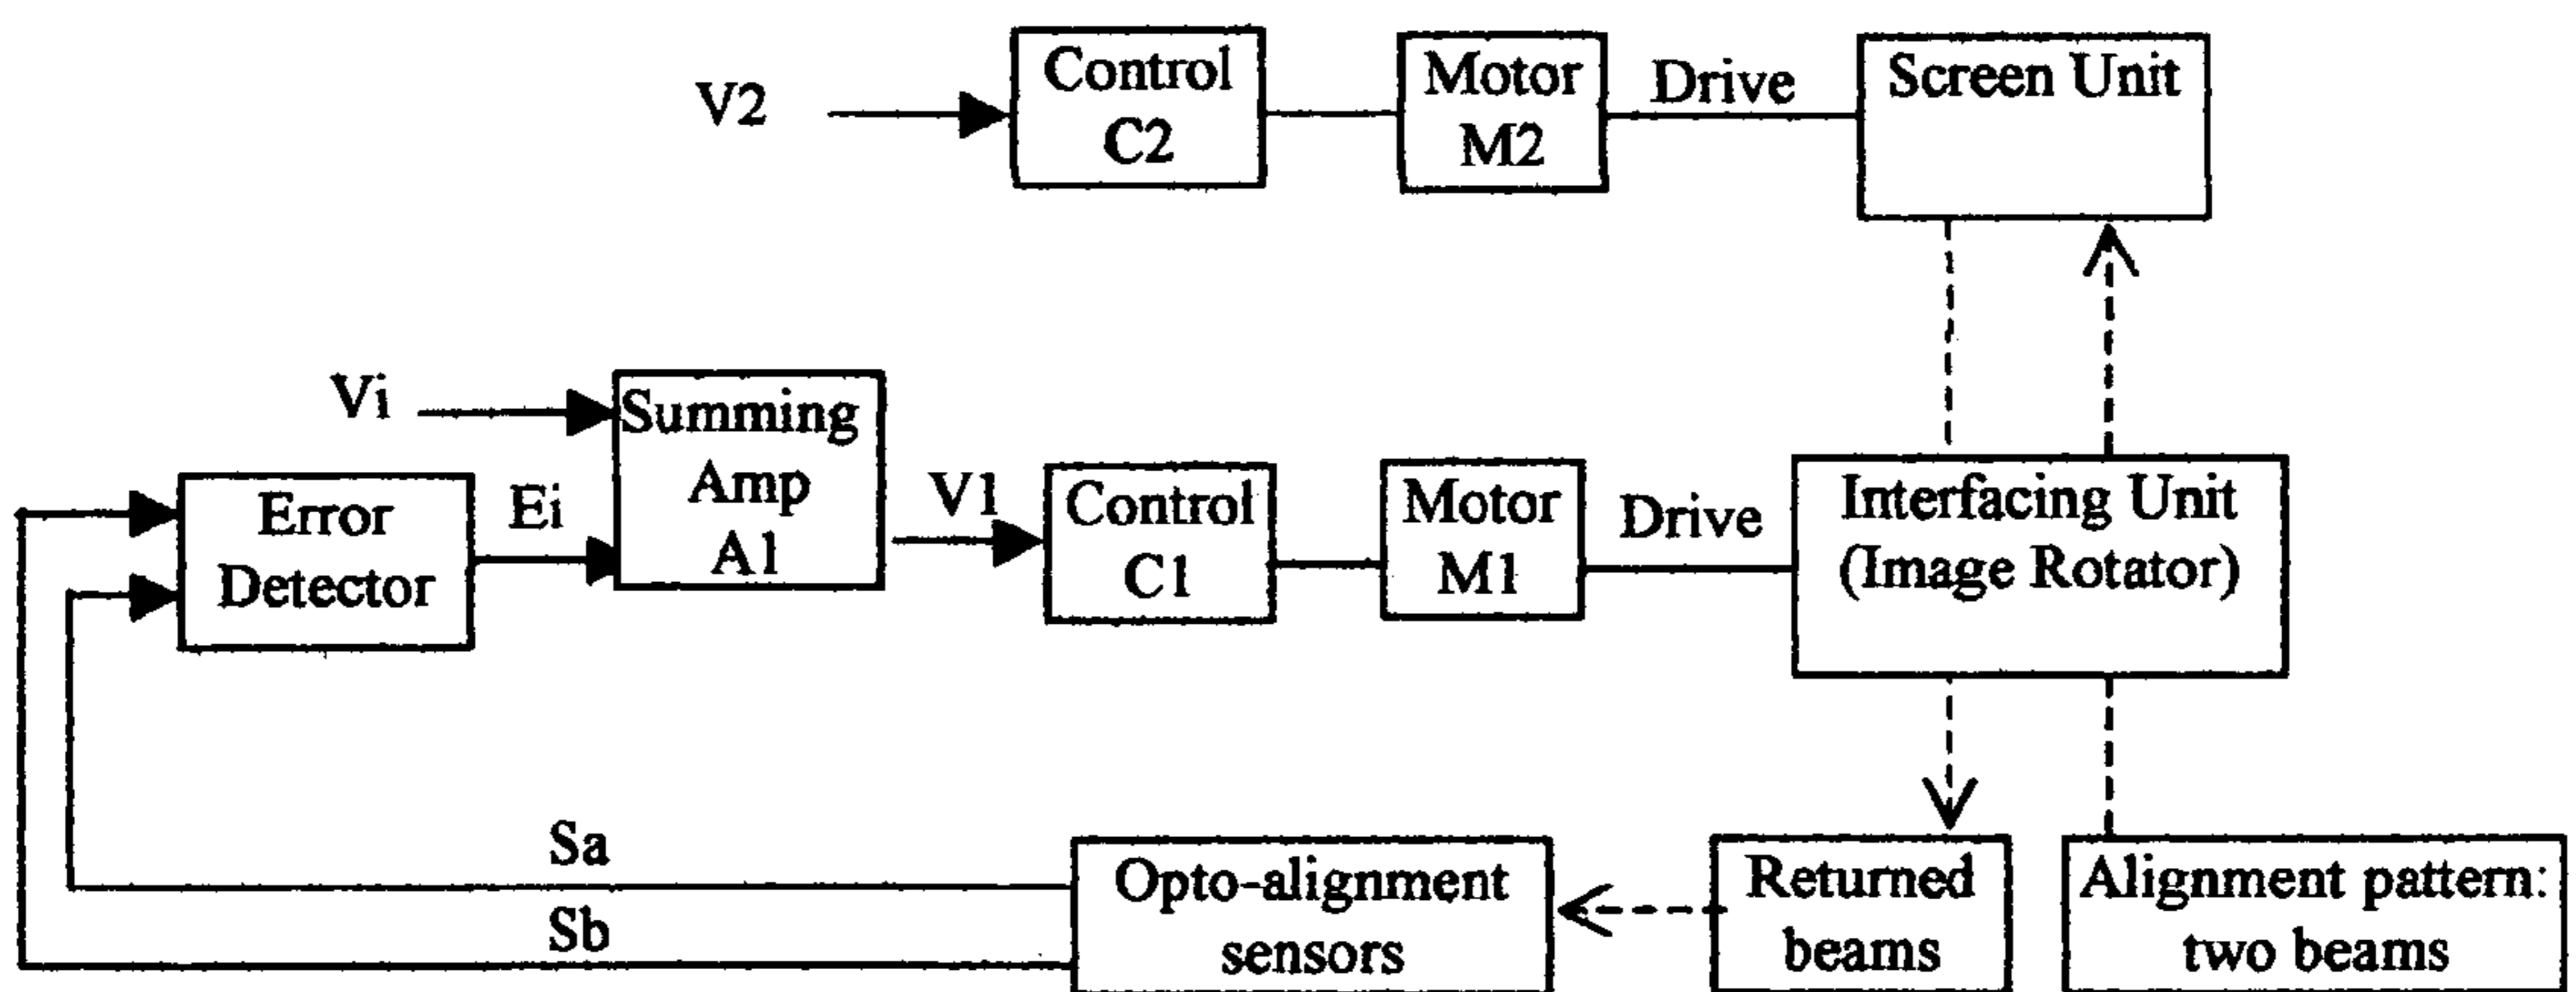 V2
Control
C2
Motor
M2
Drive
Screen Unit
Vi
Summing
Amp
A1
Error
Detector
Ei
V1
Control
C1
Motor
M1
Drive
Interfacing Unit
(Image Rotator)
Sa
Sb
Opto-alignment
sensors
Returned
beams
Alignment pattern:
two beams